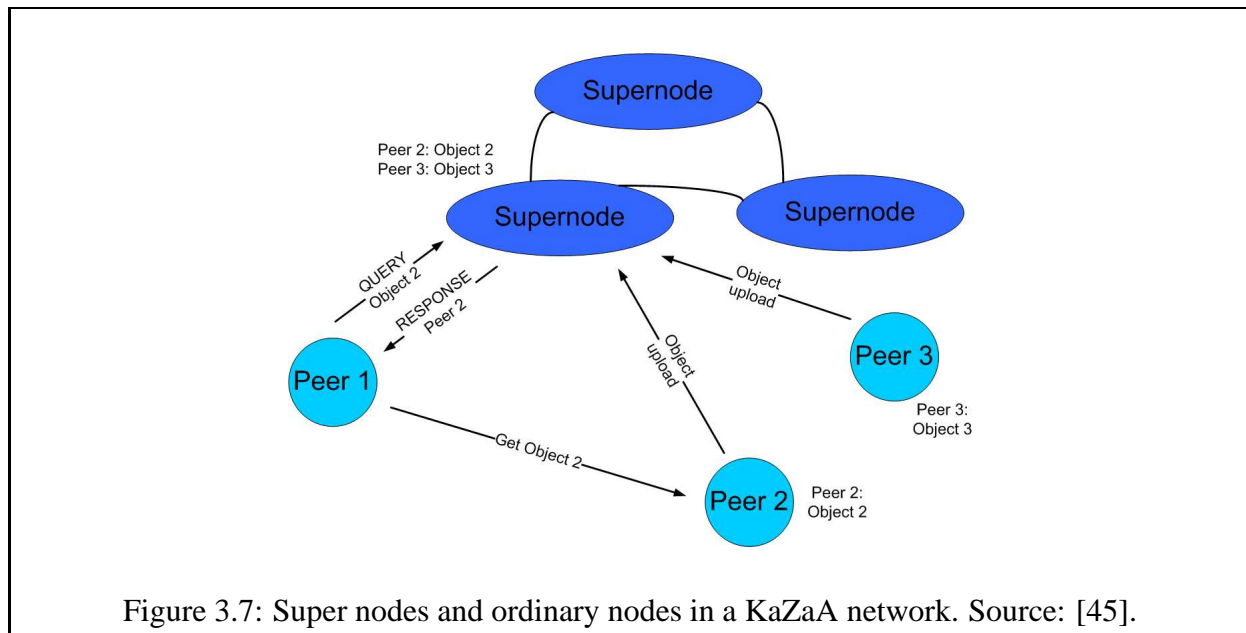 Supernode
Peer 2: Object 2
Peer 3: Object 3
Supernode
Supernode
QUERY
Object 2
RESPONSE
Peer 2
Object
upload
Object
upload
Peer 1
Peer 3
Peer 3:
Object 3
Get Object 2
Peer 2
Peer 2:
Object 2
Figure 3.7: Super nodes and ordinary nodes in a KaZaA network. Source: [45].